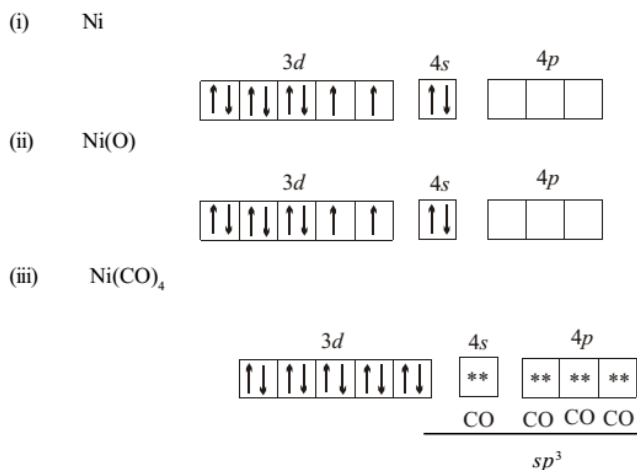 (i) Ni
3d 4s 4p
↑↓ ↑↓ ↑↓ ↑ ↑ ↑↓
(ii) Ni(O)
3d 4s 4p
↑↓ ↑↓ ↑↓ ↑ ↑ ↑↓
(iii) Ni(CO)₄
3d 4s 4p
↑↓ ↑↓ ↑↓ ↑↓ ↑↓ ** ** ** **
CO CO CO CO
sp³